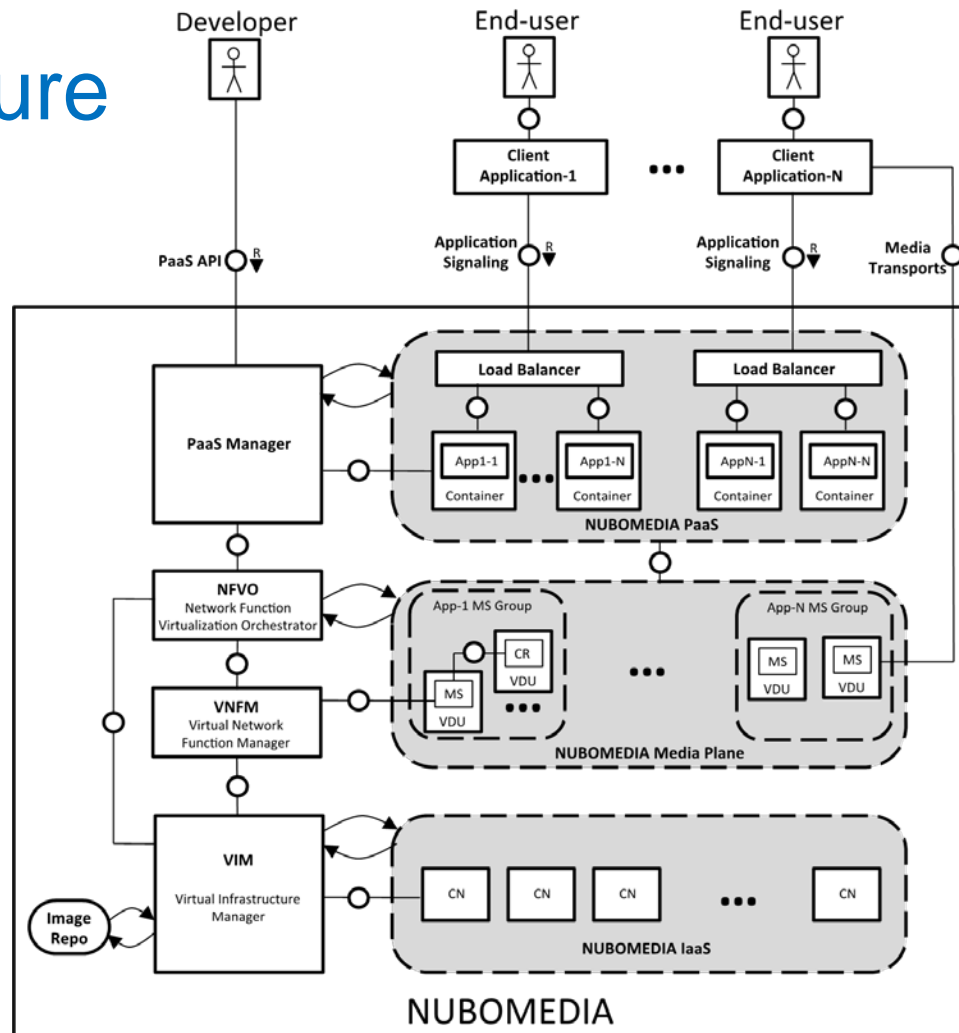 ure
Developer
End-user
End-user
Client
Application-1
Client
Application-N
PaaS API
R
Application
Signaling
R
Application
Signaling
R
Media
Transports
Load Balancer
Load Balancer
PaaS Manager
App1-1
Container
App1-N
Container
AppN-1
Container
AppN-N
Container
NUBOMEDIA PaaS
NFVO
Network Function
Virtualization Orchestrator
App-1 MS Group
CR
VDU
MS
VDU
App-N MS Group
MS
VDU
MS
VDU
NUBOMEDIA Media Plane
VNFM
Virtual Network
Function Manager
VIM
Virtual Infrastructure
Manager
Image
Repo
CN
CN
CN
CN
NUBOMEDIA IaaS
NUBOMEDIA